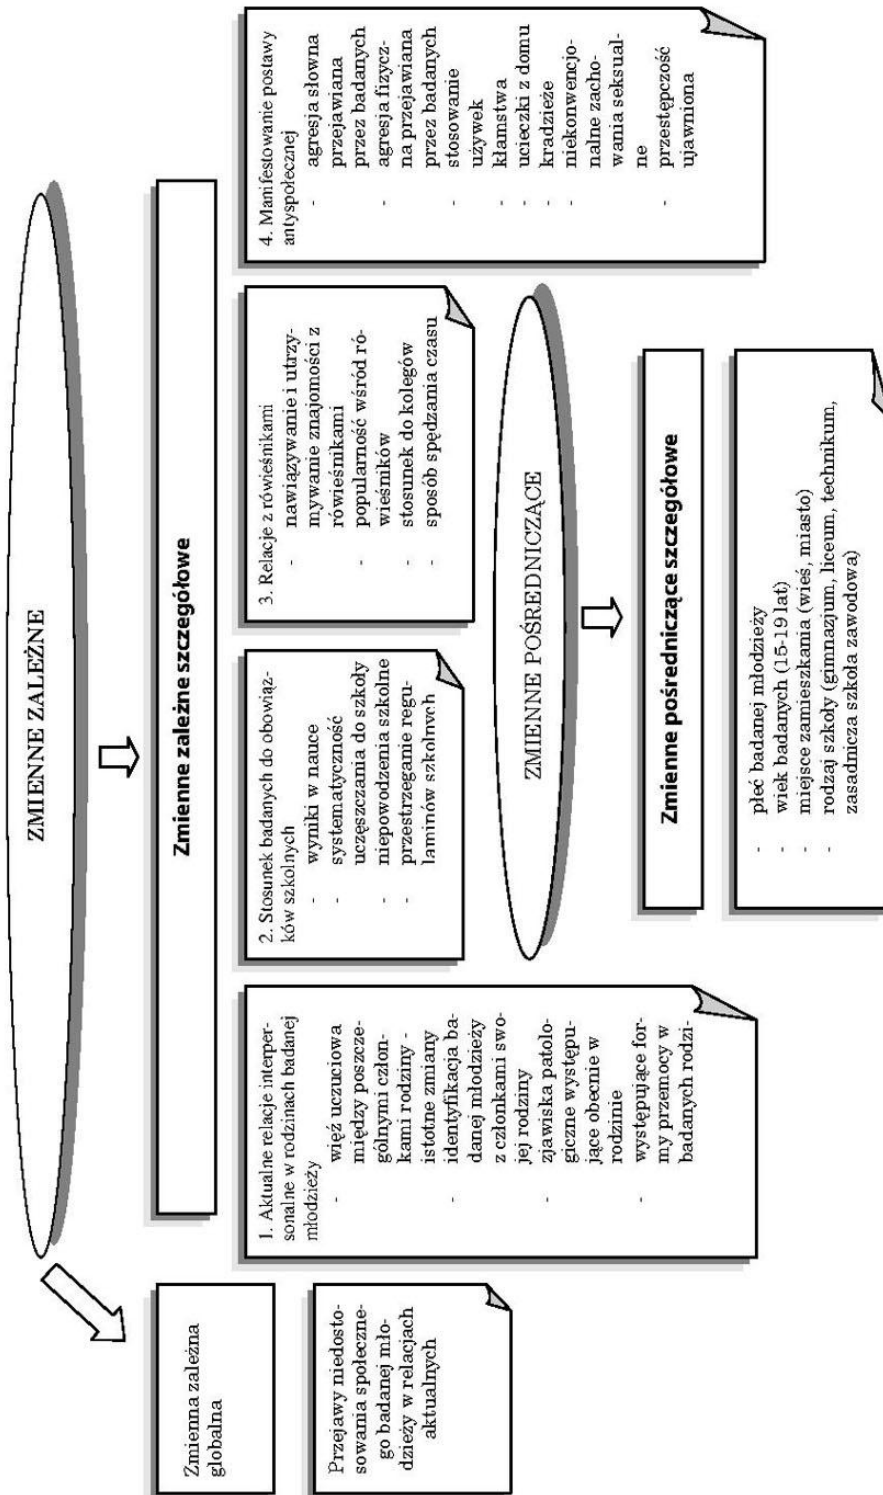 ZMIENNE ZALEŻNE
Zmienna zależna
globalna
Przejawy niedosto-
sowania społeczne-
go badanej mło-
dzieży w relacjach
aktualnych
Zmienne zależne szczegółowe
1. Aktualne relacje interper-
sonalne w rodzinach badanej
młodzieży
- więź uczuciowa
między poszcze-
gólnymi człon-
kami rodziny -
istotne zmiany
- identyfikacja ba-
danej młodzieży
z członkami swo-
jej rodziny
- zjawiska patolo-
giczne występu-
jące obecnie w
rodzinie
- występujące for-
my przemocy w
badanych rodzi-
2. Stosunek badanych do obowiąz-
ków szkolnych
- wyniki w nauce
- systematyczność
uczęszczania do szkoły
- niepowodzenia szkolne
- przestrzeganie regu-
laminów szkolnych
3. Relacje z rówieśnikami
- nawiązywanie i utrzy-
mywanie znajomości z
rówieśnikami
- popularność wśród ró-
wieśników
- stosunek do kolegów
- sposób spędzania czasu
4. Manifestowanie postawy
antyspołecznej
- agresja słowna
przejawiana
przez badanych
- agresja fizycz-
na przejawiana
przez badanych
- stosowanie
używek
- kłamstwa
- ucieczki z domu
- kradzieże
- niekonwencjo-
nalne zacho-
wania seksual-
ne
- przestępczość
ujawniona
ZMIENNE POŚREDNICZĄCE
Zmienne pośredniczące szczegółowe
- płeć badanej młodzieży
- wiek badanych (15-19 lat)
- miejsce zamieszkania (wieś, miasto)
- rodzaj szkoły (gimnazjum, liceum, technikum,
zasadnicza szkoła zawodowa)